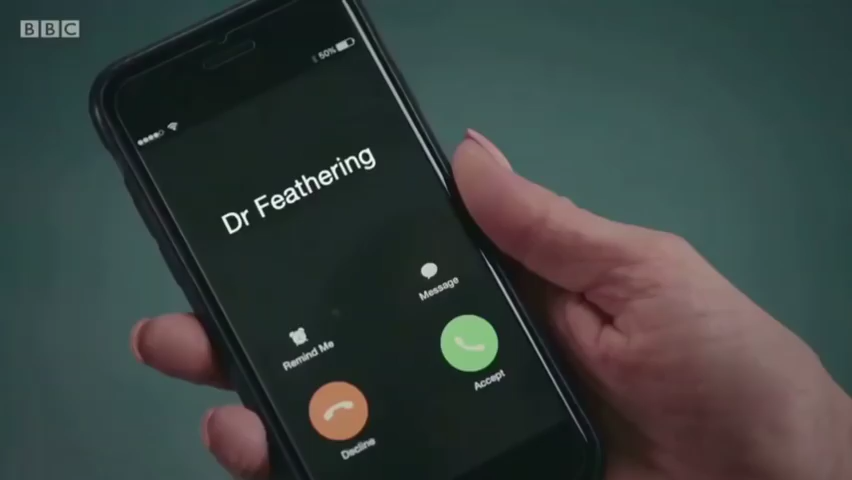 BBC
50%
Dr Feathering
Message
Remind Me
Accept
Decline